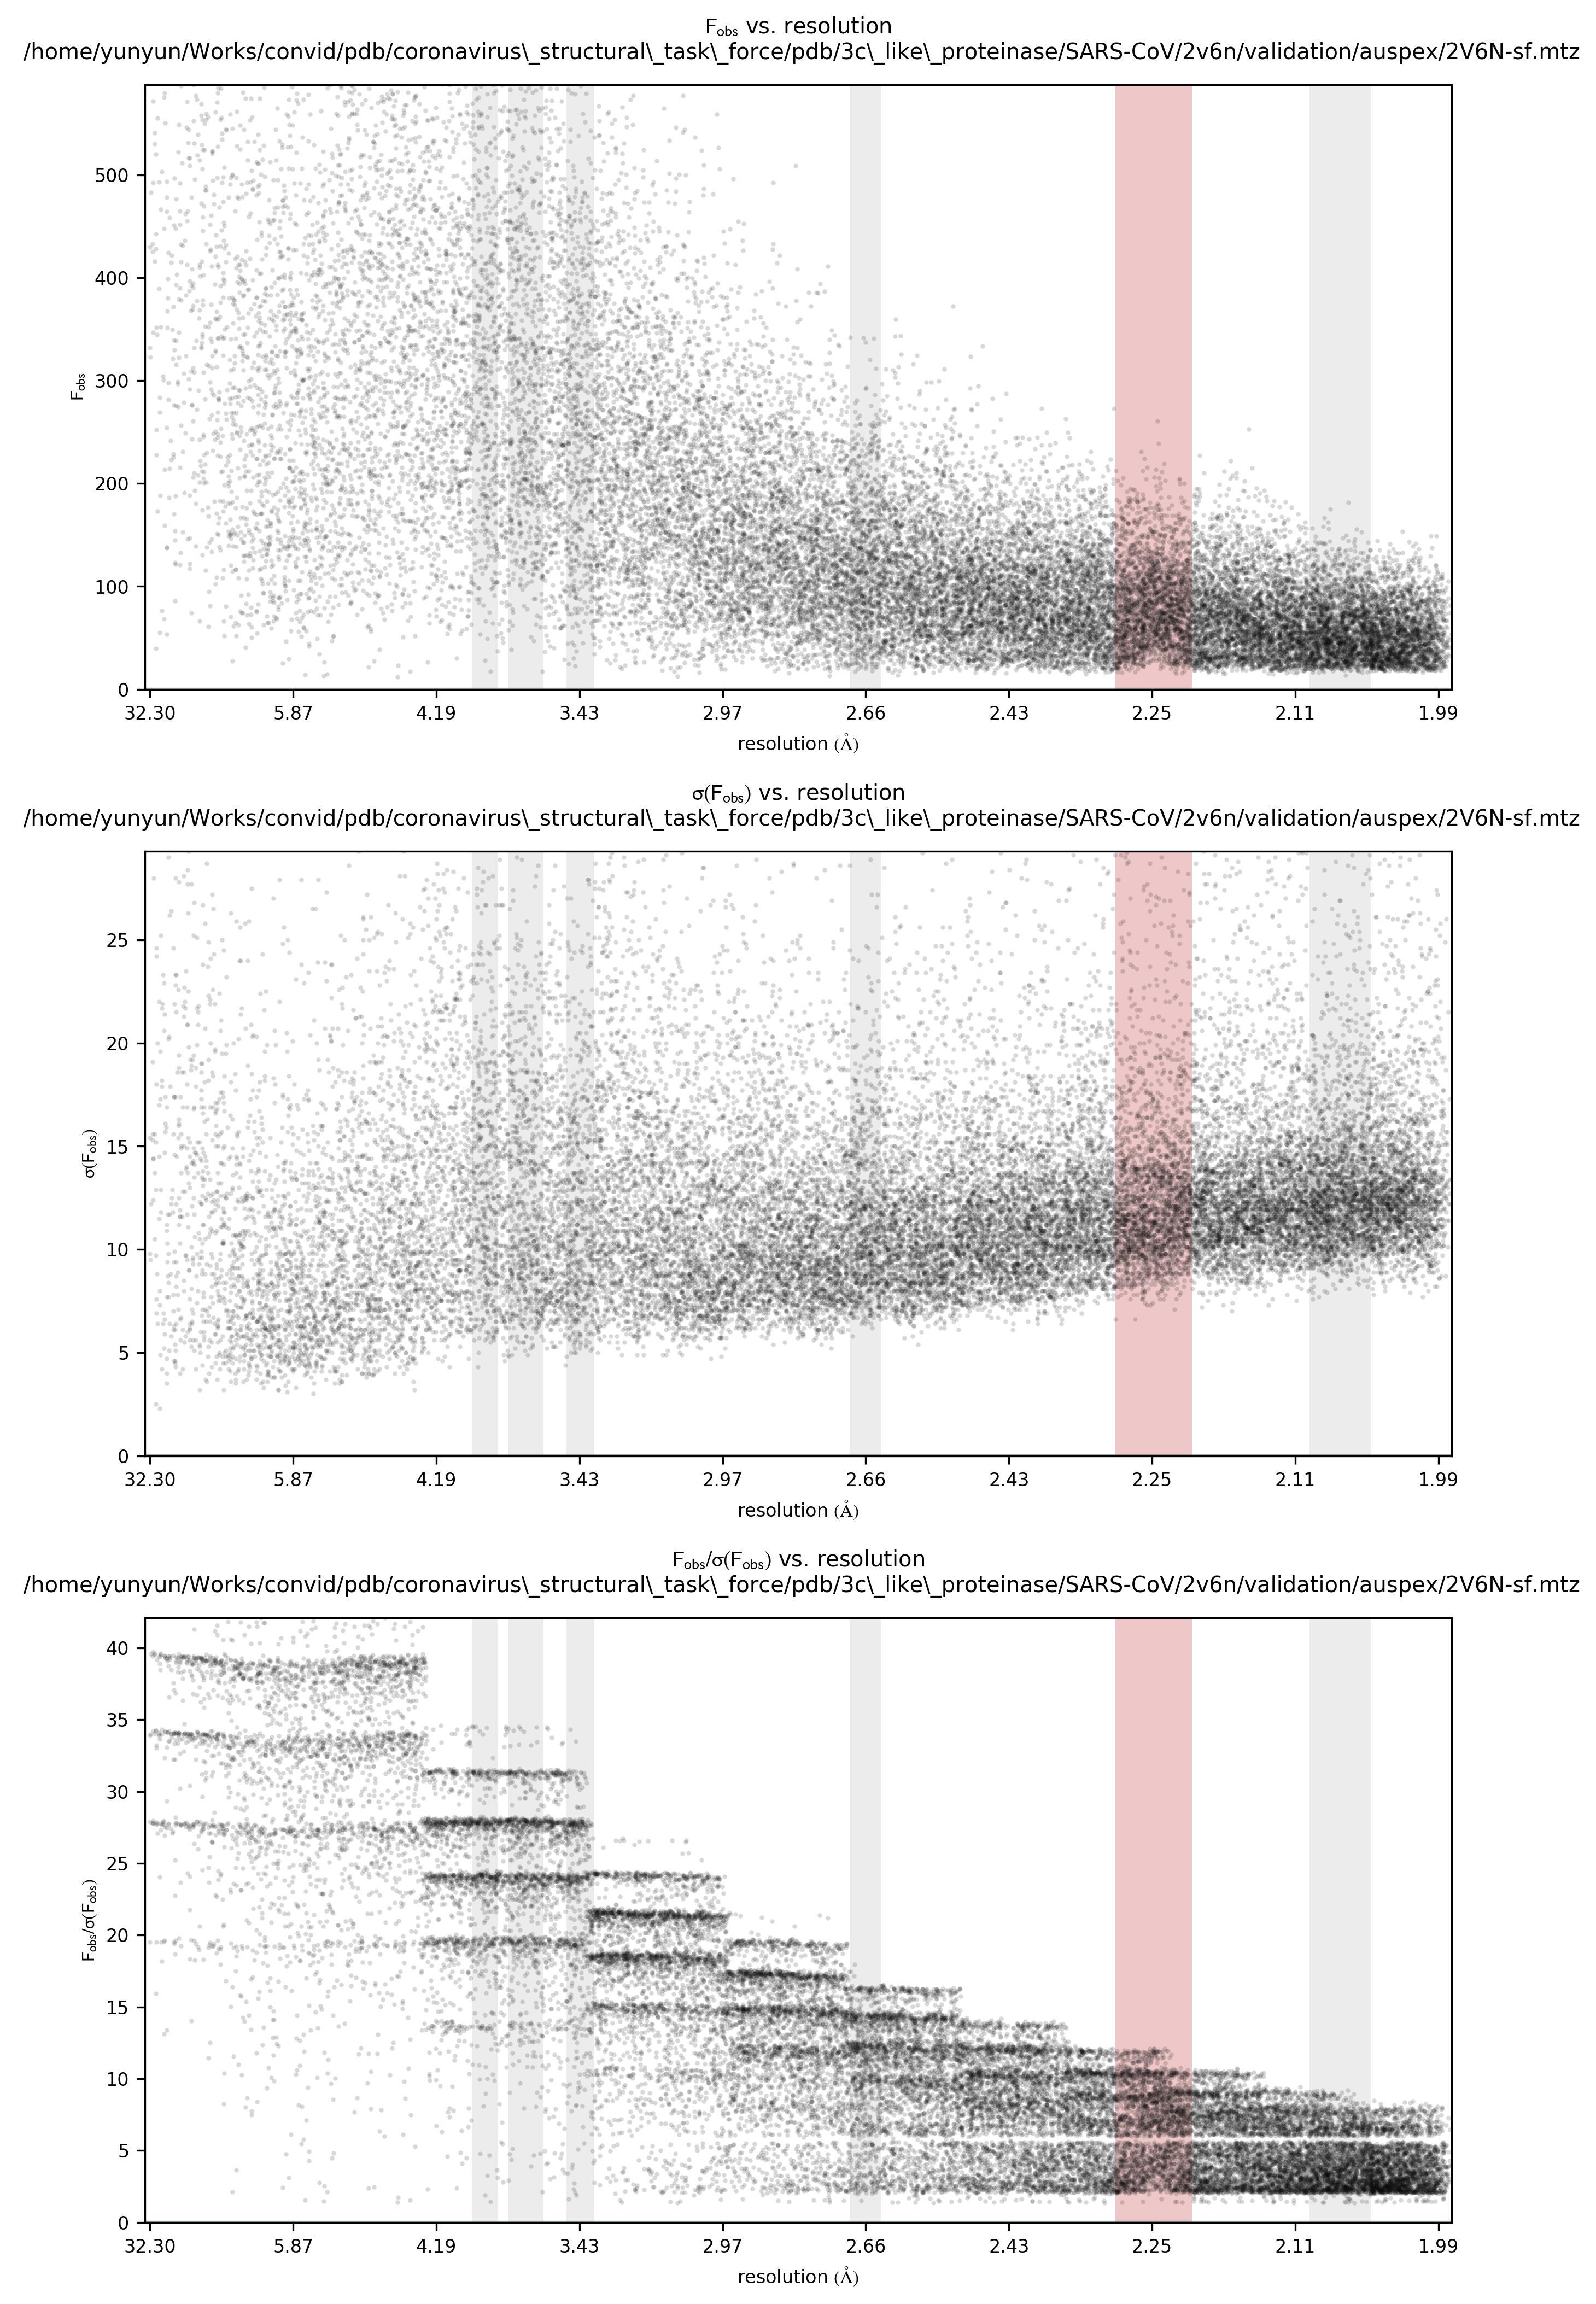 Fobs vs. resolution
/home/yunyun/Works/convid/pdb/coronavirus\_structural\_task\_force/pdb/3c\_like\_proteinase/SARS-CoV/2v6n/validation/auspex/2V6N-sf.mtz
500
400
300
200
100
0
Fobs
32.30 5.87 4.19 3.43 2.97 2.66 2.43 2.25 2.11 1.99
resolution (Å)
σ(Fobs) vs. resolution
/home/yunyun/Works/convid/pdb/coronavirus\_structural\_task\_force/pdb/3c\_like\_proteinase/SARS-CoV/2v6n/validation/auspex/2V6N-sf.mtz
25
20
15
10
5
0
σ(Fobs)
32.30 5.87 4.19 3.43 2.97 2.66 2.43 2.25 2.11 1.99
resolution (Å)
Fobs/σ(Fobs) vs. resolution
/home/yunyun/Works/convid/pdb/coronavirus\_structural\_task\_force/pdb/3c\_like\_proteinase/SARS-CoV/2v6n/validation/auspex/2V6N-sf.mtz
40
35
30
25
20
15
10
5
0
Fobs/σ(Fobs)
32.30 5.87 4.19 3.43 2.97 2.66 2.43 2.25 2.11 1.99
resolution (Å)